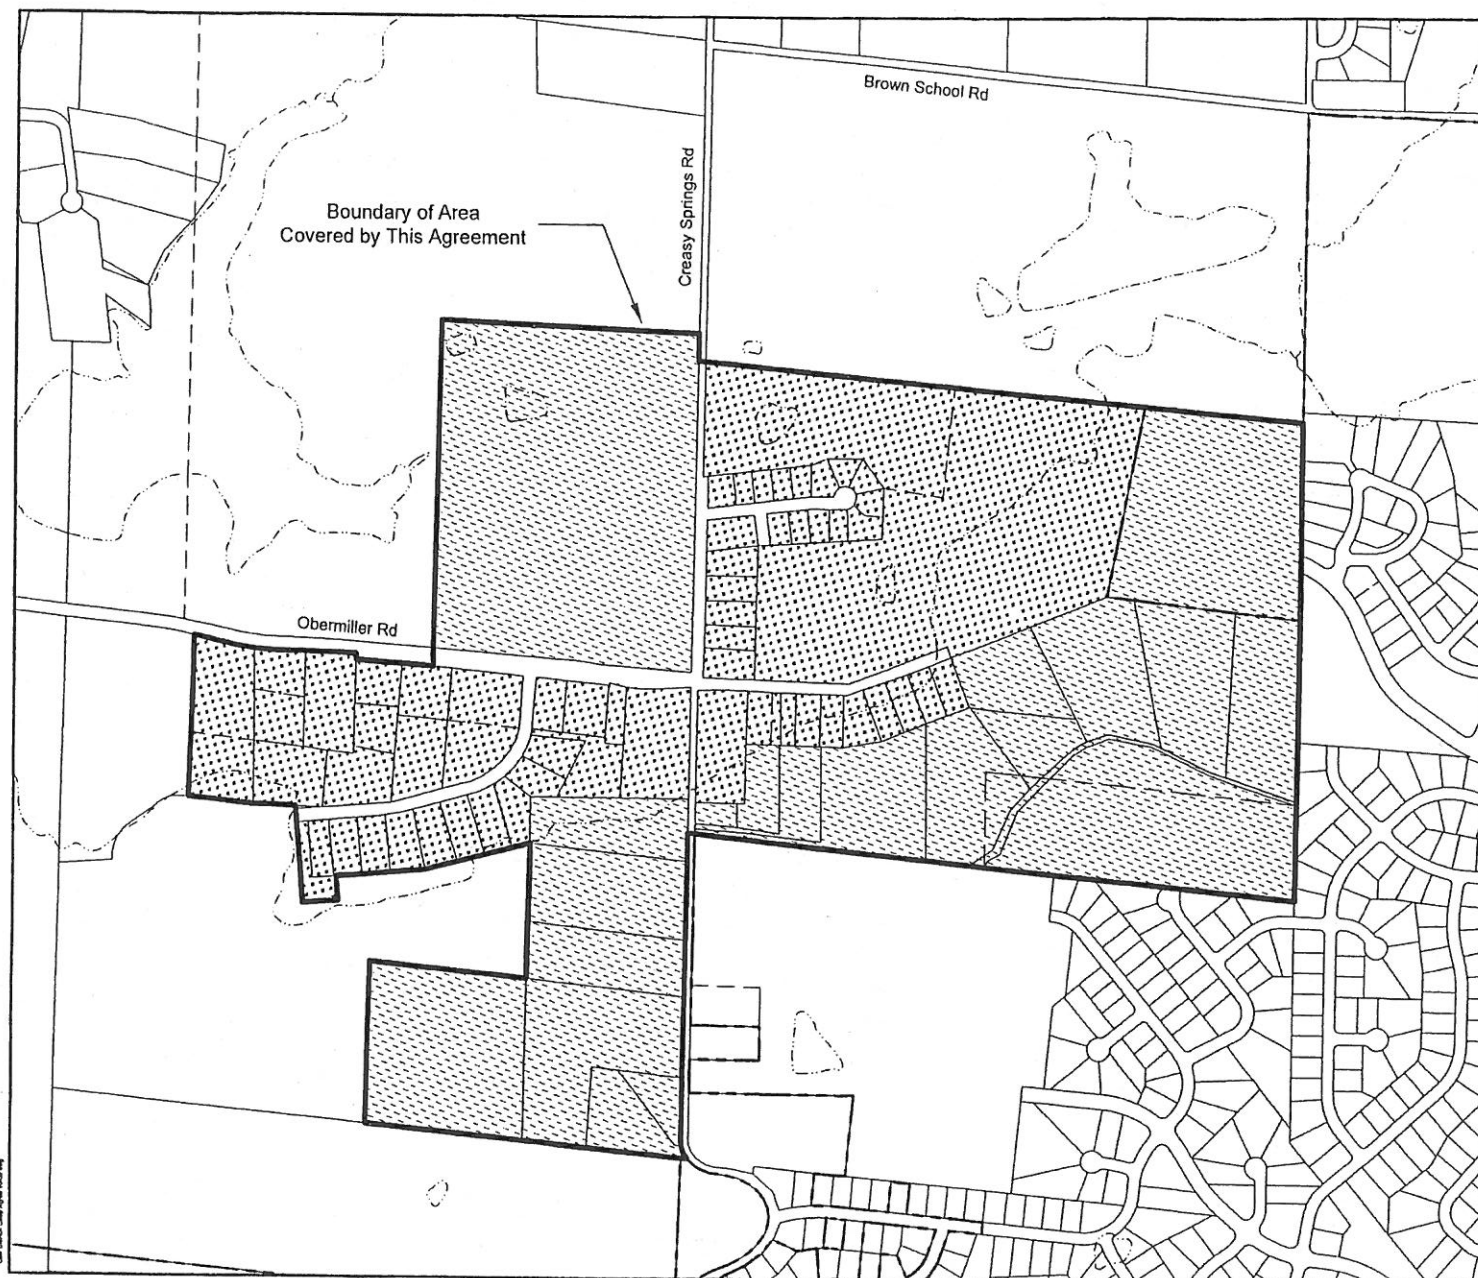 Brown School Rd
Creasy Springs Rd
Boundary of Area
Covered by This Agreement
Obermiller Rd